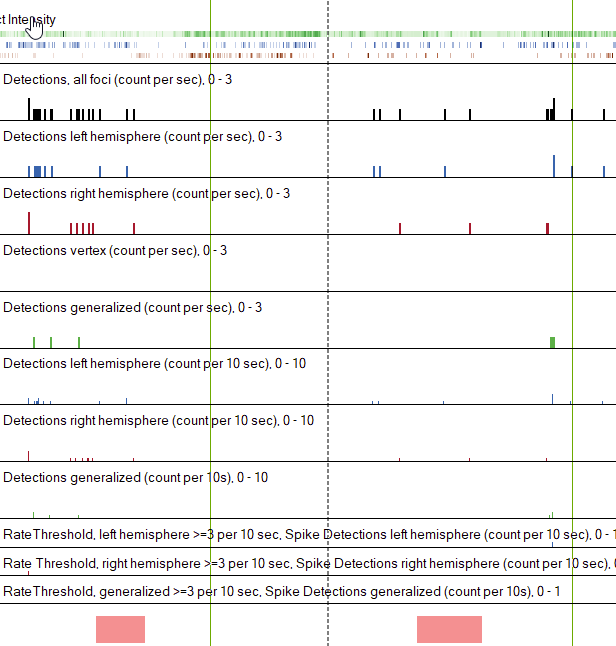 ct Intensity
Detections, all foci (count per sec), 0 - 3
Detections left hemisphere (count per sec), 0 - 3
Detections right hemisphere (count per sec), 0 - 3
Detections vertex (count per sec), 0 - 3
Detections generalized (count per sec), 0 - 3
Detections left hemisphere (count per 10 sec), 0 - 10
Detections right hemisphere (count per 10 sec), 0 - 10
Detections generalized (count per 10s), 0 - 10
RateThreshold, left hemisphere >=3 per 10 sec, Spike Detections left hemisphere (count per 10 sec), 0 - 1
Rate Threshold, right hemisphere >=3 per 10 sec, Spike Detections right hemisphere (count per 10 sec),
RateThreshold, generalized >=3 per 10 sec, Spike Detections generalized (count per 10s), 0 - 1